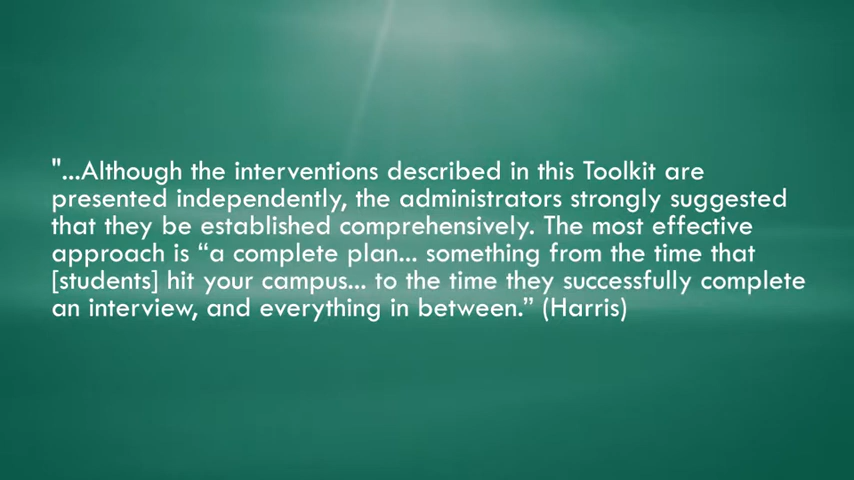 "...Although the interventions described in this Toolkit are
presented independently, the administrators strongly suggested
that they be established comprehensively. The most effective
approach is “a complete plan... something from the time that
[students] hit your campus... to the time they successfully complete
an interview, and everything in between.” (Harris)